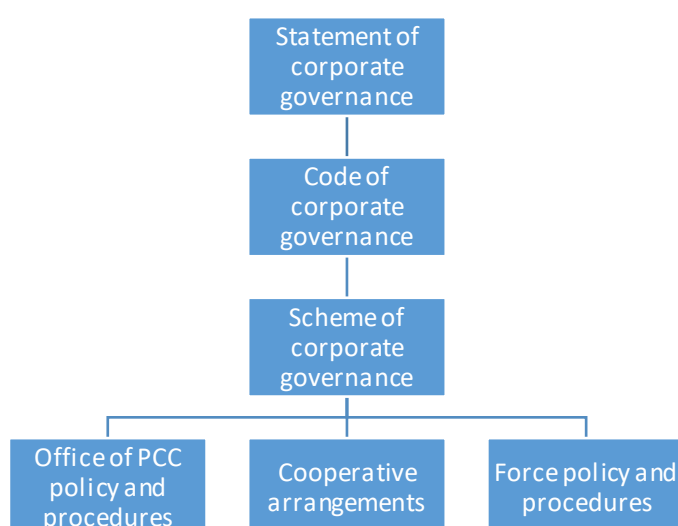 Statement of
corporate
governance
Code of
corporate
governance
Scheme of
corporate
governance
Office of PCC
policy and
procedures
Cooperative
arrangements
Force policy and
procedures